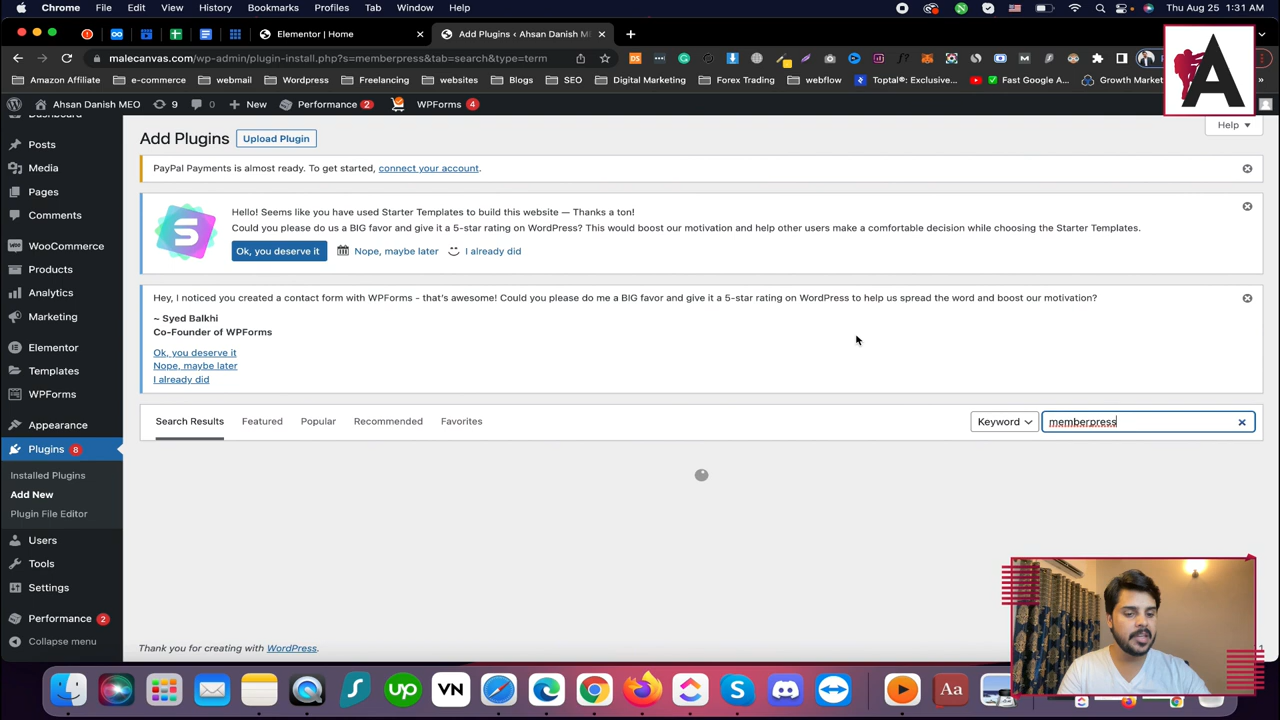 Chrome File Edit View History Bookmarks Profiles Tab Window Help Thu Aug 25 1:31 AM
Elementor | Home Add Plugins ‹ Ahsan Danish ME
malecanvas.com/wp-admin/plugin-install.php?s=memberpress&tab=search&type=term
Amazon Affiliate e-commerce webmail Wordpress Freelancing websites Blogs SEO Digital Marketing Forex Trading webflow Toptal®: Exclusive... Fast Google A... Growth Market
Ahsan Danish MEO 9 0 New Performance 2 WPForms 4
A
Help
Dashboard
Posts
Media
Pages
Comments
WooCommerce
Products
Analytics
Marketing
Elementor
Templates
WPForms
Appearance
Plugins 8
Installed Plugins
Add New
Plugin File Editor
Users
Tools
Settings
Performance 2
Collapse menu
Add Plugins Upload Plugin
PayPal Payments is almost ready. To get started, connect your account.
Hello! Seems like you have used Starter Templates to build this website — Thanks a ton!
Could you please do us a BIG favor and give it a 5-star rating on WordPress? This would boost our motivation and help other users make a comfortable decision while choosing the Starter Templates.
Ok, you deserve it Nope, maybe later I already did
Hey, I noticed you created a contact form with WPForms - that's awesome! Could you please do me a BIG favor and give it a 5-star rating on WordPress to help us spread the word and boost our motivation?
~ Syed Balkhi
Co-Founder of WPForms
Ok, you deserve it
Nope, maybe later
I already did
Search Results Featured Popular Recommended Favorites Keyword memberpress
Thank you for creating with WordPress.
up VN Aa